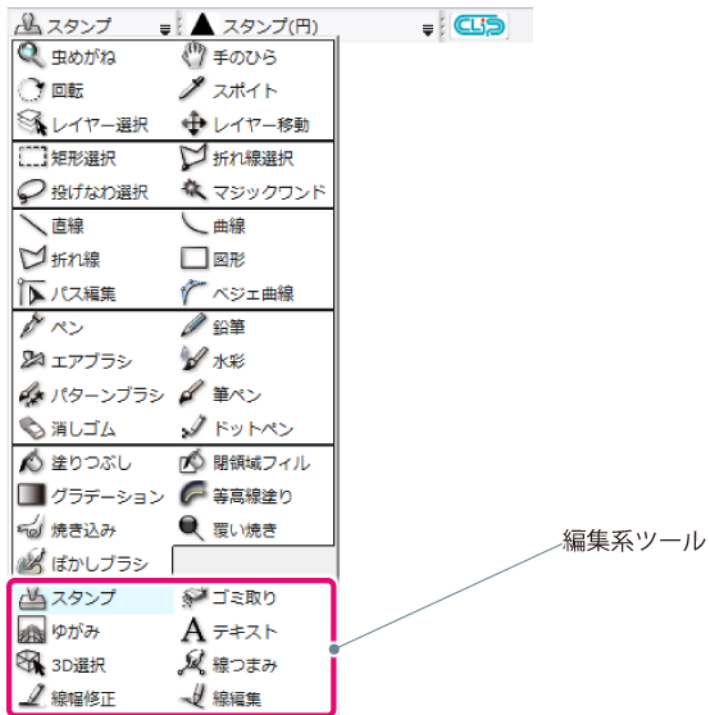 スタンプ スタンプ(円) CLIP
虫めがね 手のひら
回転 スポイト
レイヤー選択 レイヤー移動
矩形選択 折れ線選択
投げなわ選択 マジックワンド
直線 曲線
折れ線 図形
パス編集 ベジェ曲線
ペン 鉛筆
エアブラシ 水彩
パターンブラシ 筆ペン
消しゴム ドットペン
塗りつぶし 閉領域フィル
グラデーション 等高線塗り
焼き込み 覆い焼き
ぼかしブラシ
編集系ツール
スタンプ ゴミ取り
ゆがみ テキスト
3D選択 線つまみ
線幅修正 線編集